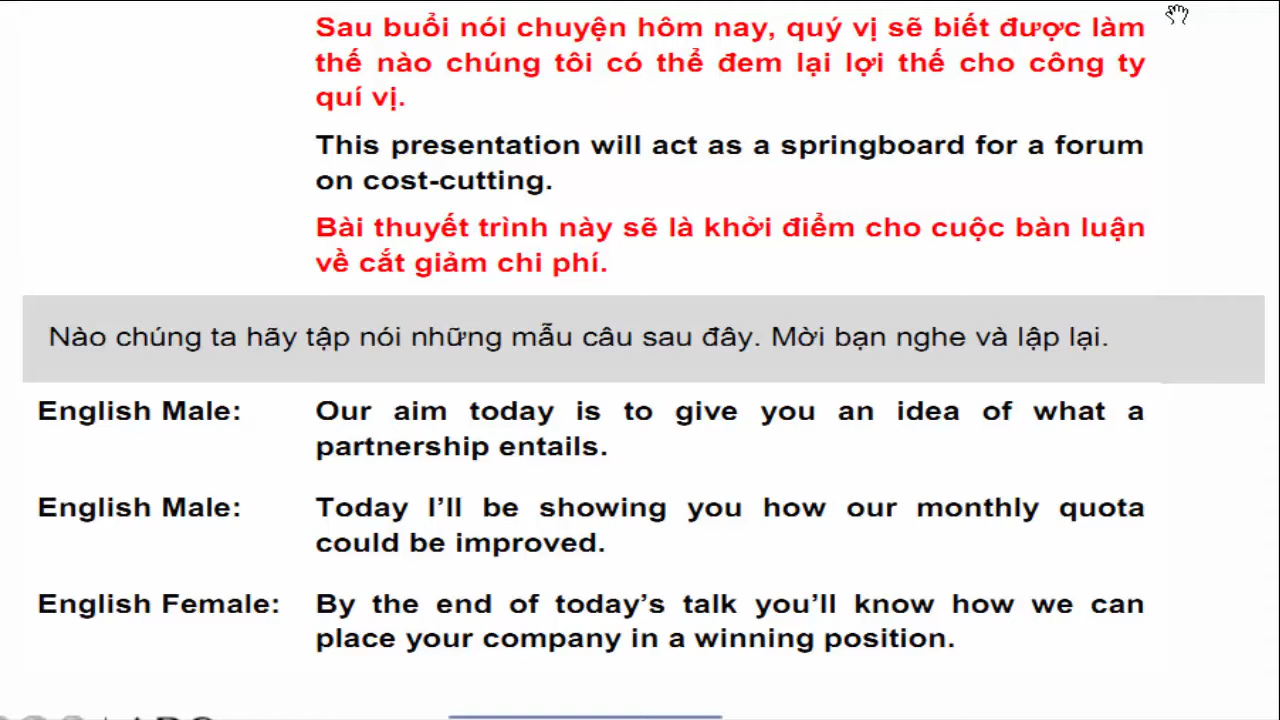 Sau buổi nói chuyện hôm nay, quý vị sẽ biết được làm
thế nào chúng tôi có thể đem lại lợi thế cho công ty
quí vị.
This presentation will act as a springboard for a forum
on cost-cutting.
Bài thuyết trình này sẽ là khởi điểm cho cuộc bàn luận
về cắt giảm chi phí.
Nào chúng ta hãy tập nói những mẫu câu sau đây. Mời bạn nghe và lập lại.
English Male: Our aim today is to give you an idea of what a
partnership entails.
English Male: Today I’ll be showing you how our monthly quota
could be improved.
English Female: By the end of today’s talk you’ll know how we can
place your company in a winning position.